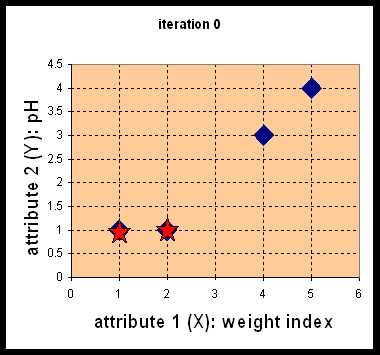 iteration 0
4.5
4
3.5
3
2.5
2
1.5
1
0.5
0
attribute 2 (Y): pH
0 1 2 3 4 5 6
attribute 1 (X): weight index